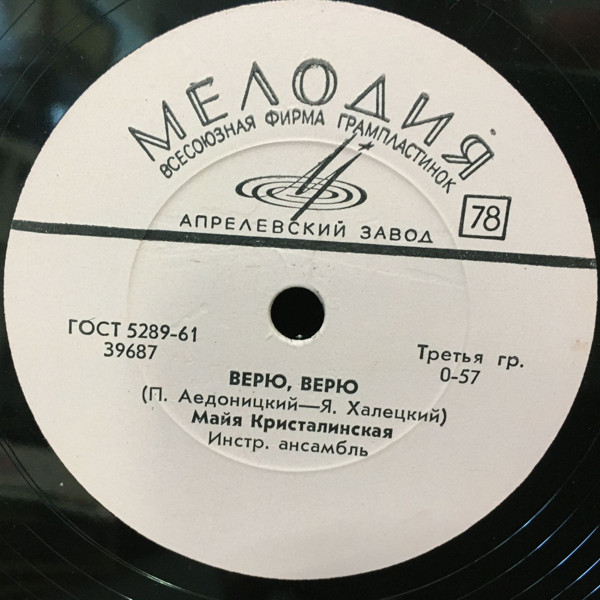 МЕЛОДИЯ
ВСЕСОЮЗНАЯ ФИРМА ГРАМПЛАСТИНОК
АПРЕЛЕВСКИЙ ЗАВОД
78
ГОСТ 5289-61
39687
Третья гр.
0-57
ВЕРЮ, ВЕРЮ
(П. Аедоницкий—Я. Халецкий)
Майя Кристалинская
Инстр. ансамбль